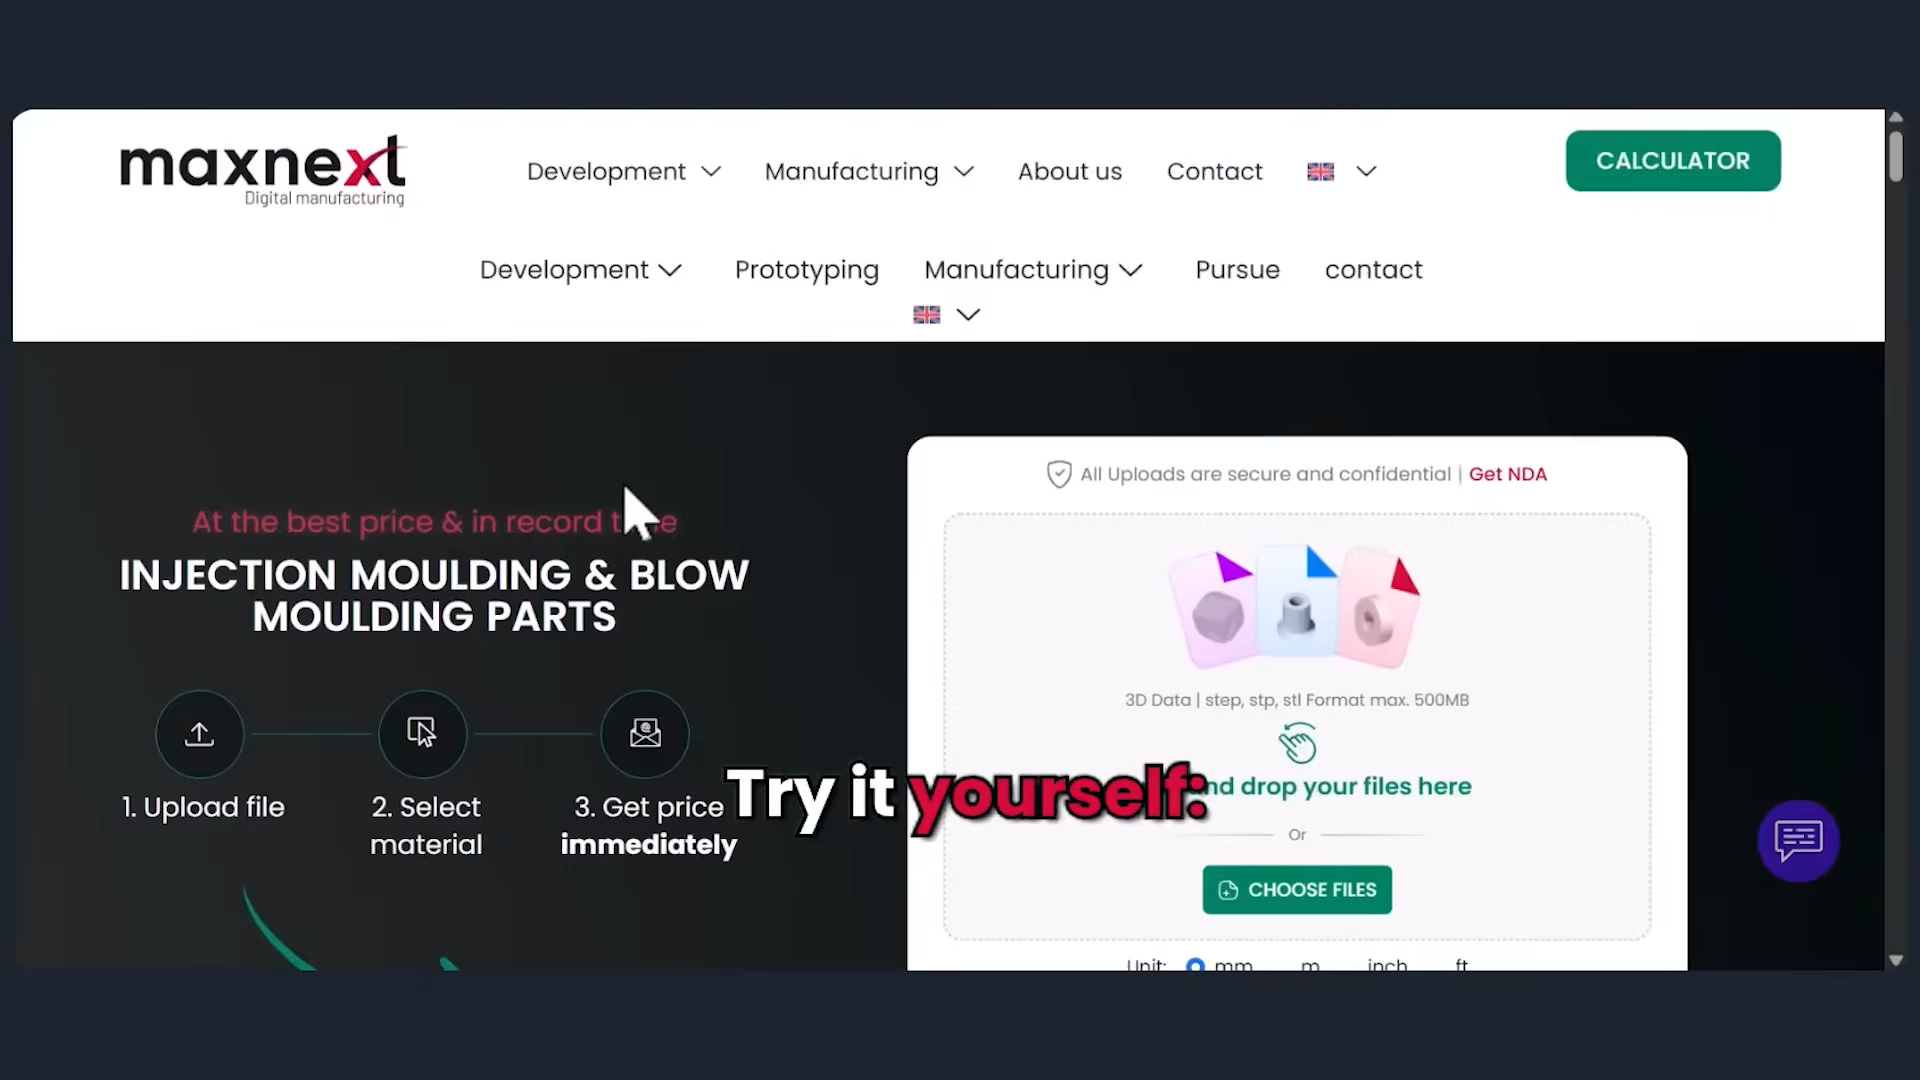 maxnext
Digital manufacturing
Development
Manufacturing
About us
Contact
CALCULATOR
Development
Prototyping
Manufacturing
Pursue
contact
All Uploads are secure and confidential | Get NDA
At the best price & in record
INJECTION MOULDING & BLOW
MOULDING PARTS
3D Data | step, stp, stl Format max. 500MB
1. Upload file
2. Select
material
3. Get price
immediately
Try it yourself:
drop your files here
Or
CHOOSE FILES
Unit:
mm
m
inch
ft